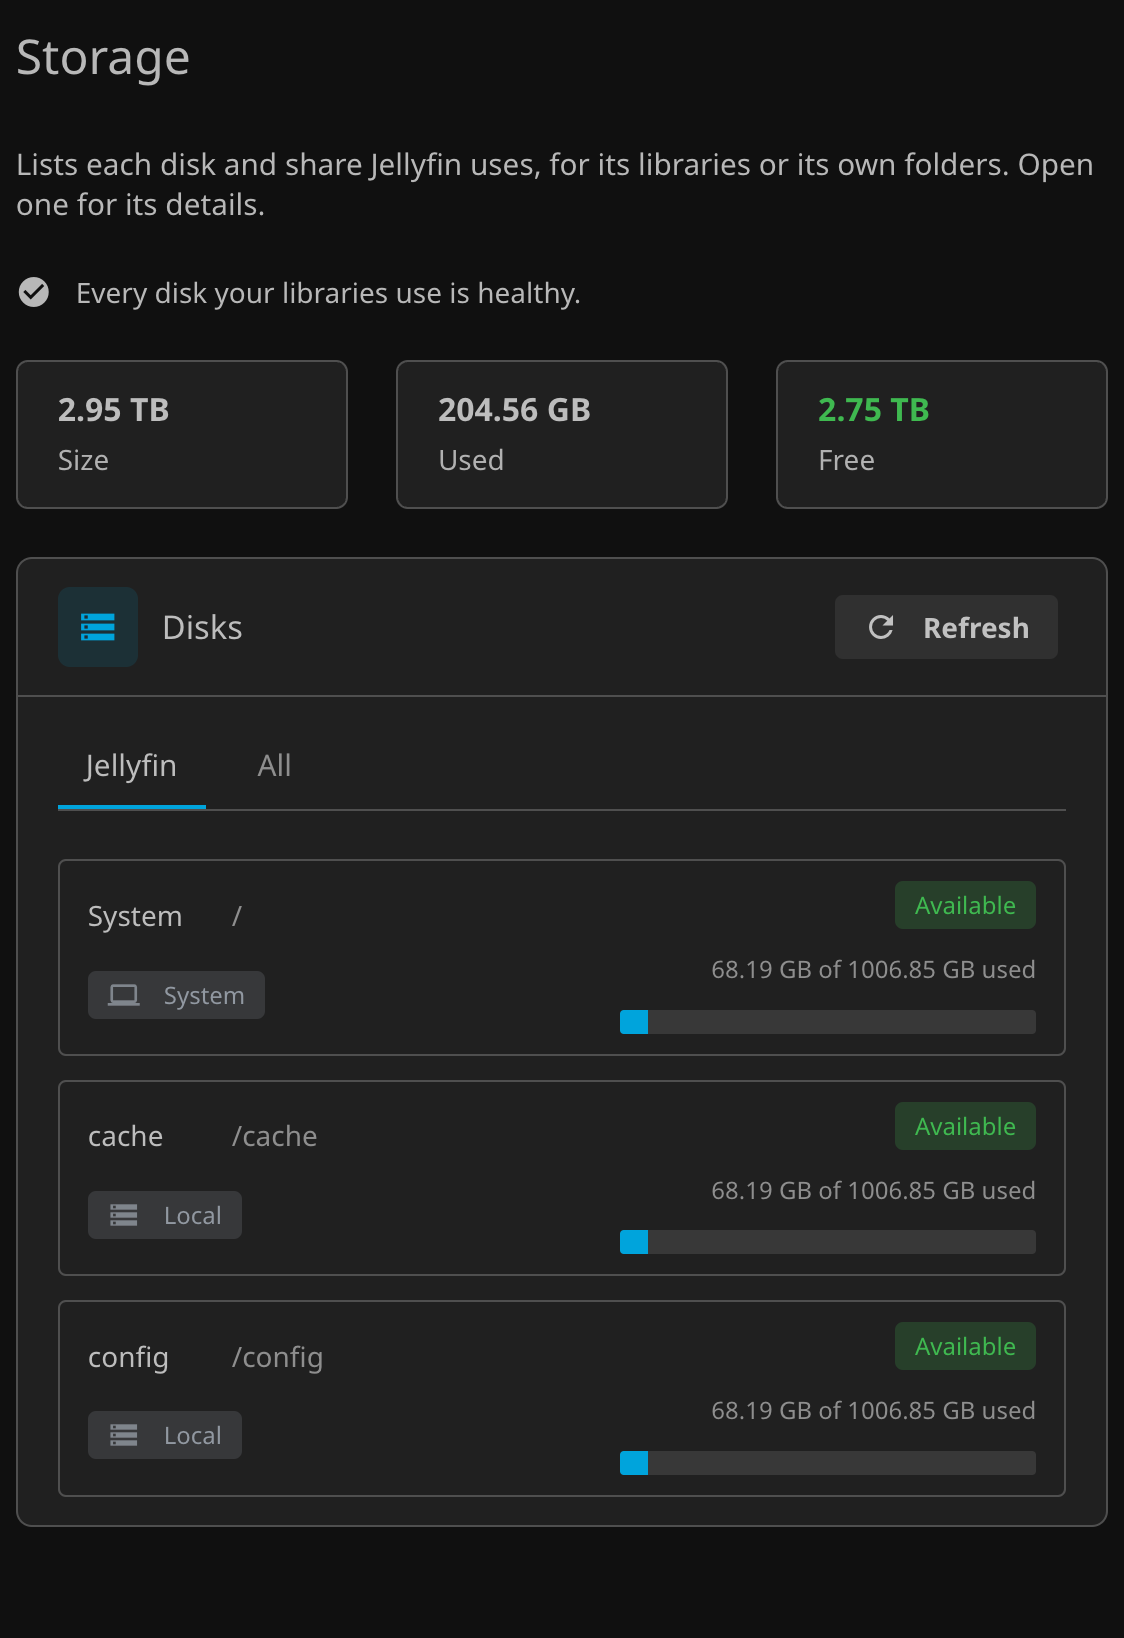 Storage
Lists each disk and share Jellyfin uses, for its libraries or its own folders. Open
one for its details.
Every disk your libraries use is healthy.
2.95 TB
Size
204.56 GB
Used
2.75 TB
Free
Disks
Refresh
Jellyfin
All
System /
Available
68.19 GB of 1006.85 GB used
System
cache /cache
Available
68.19 GB of 1006.85 GB used
Local
config /config
Available
68.19 GB of 1006.85 GB used
Local